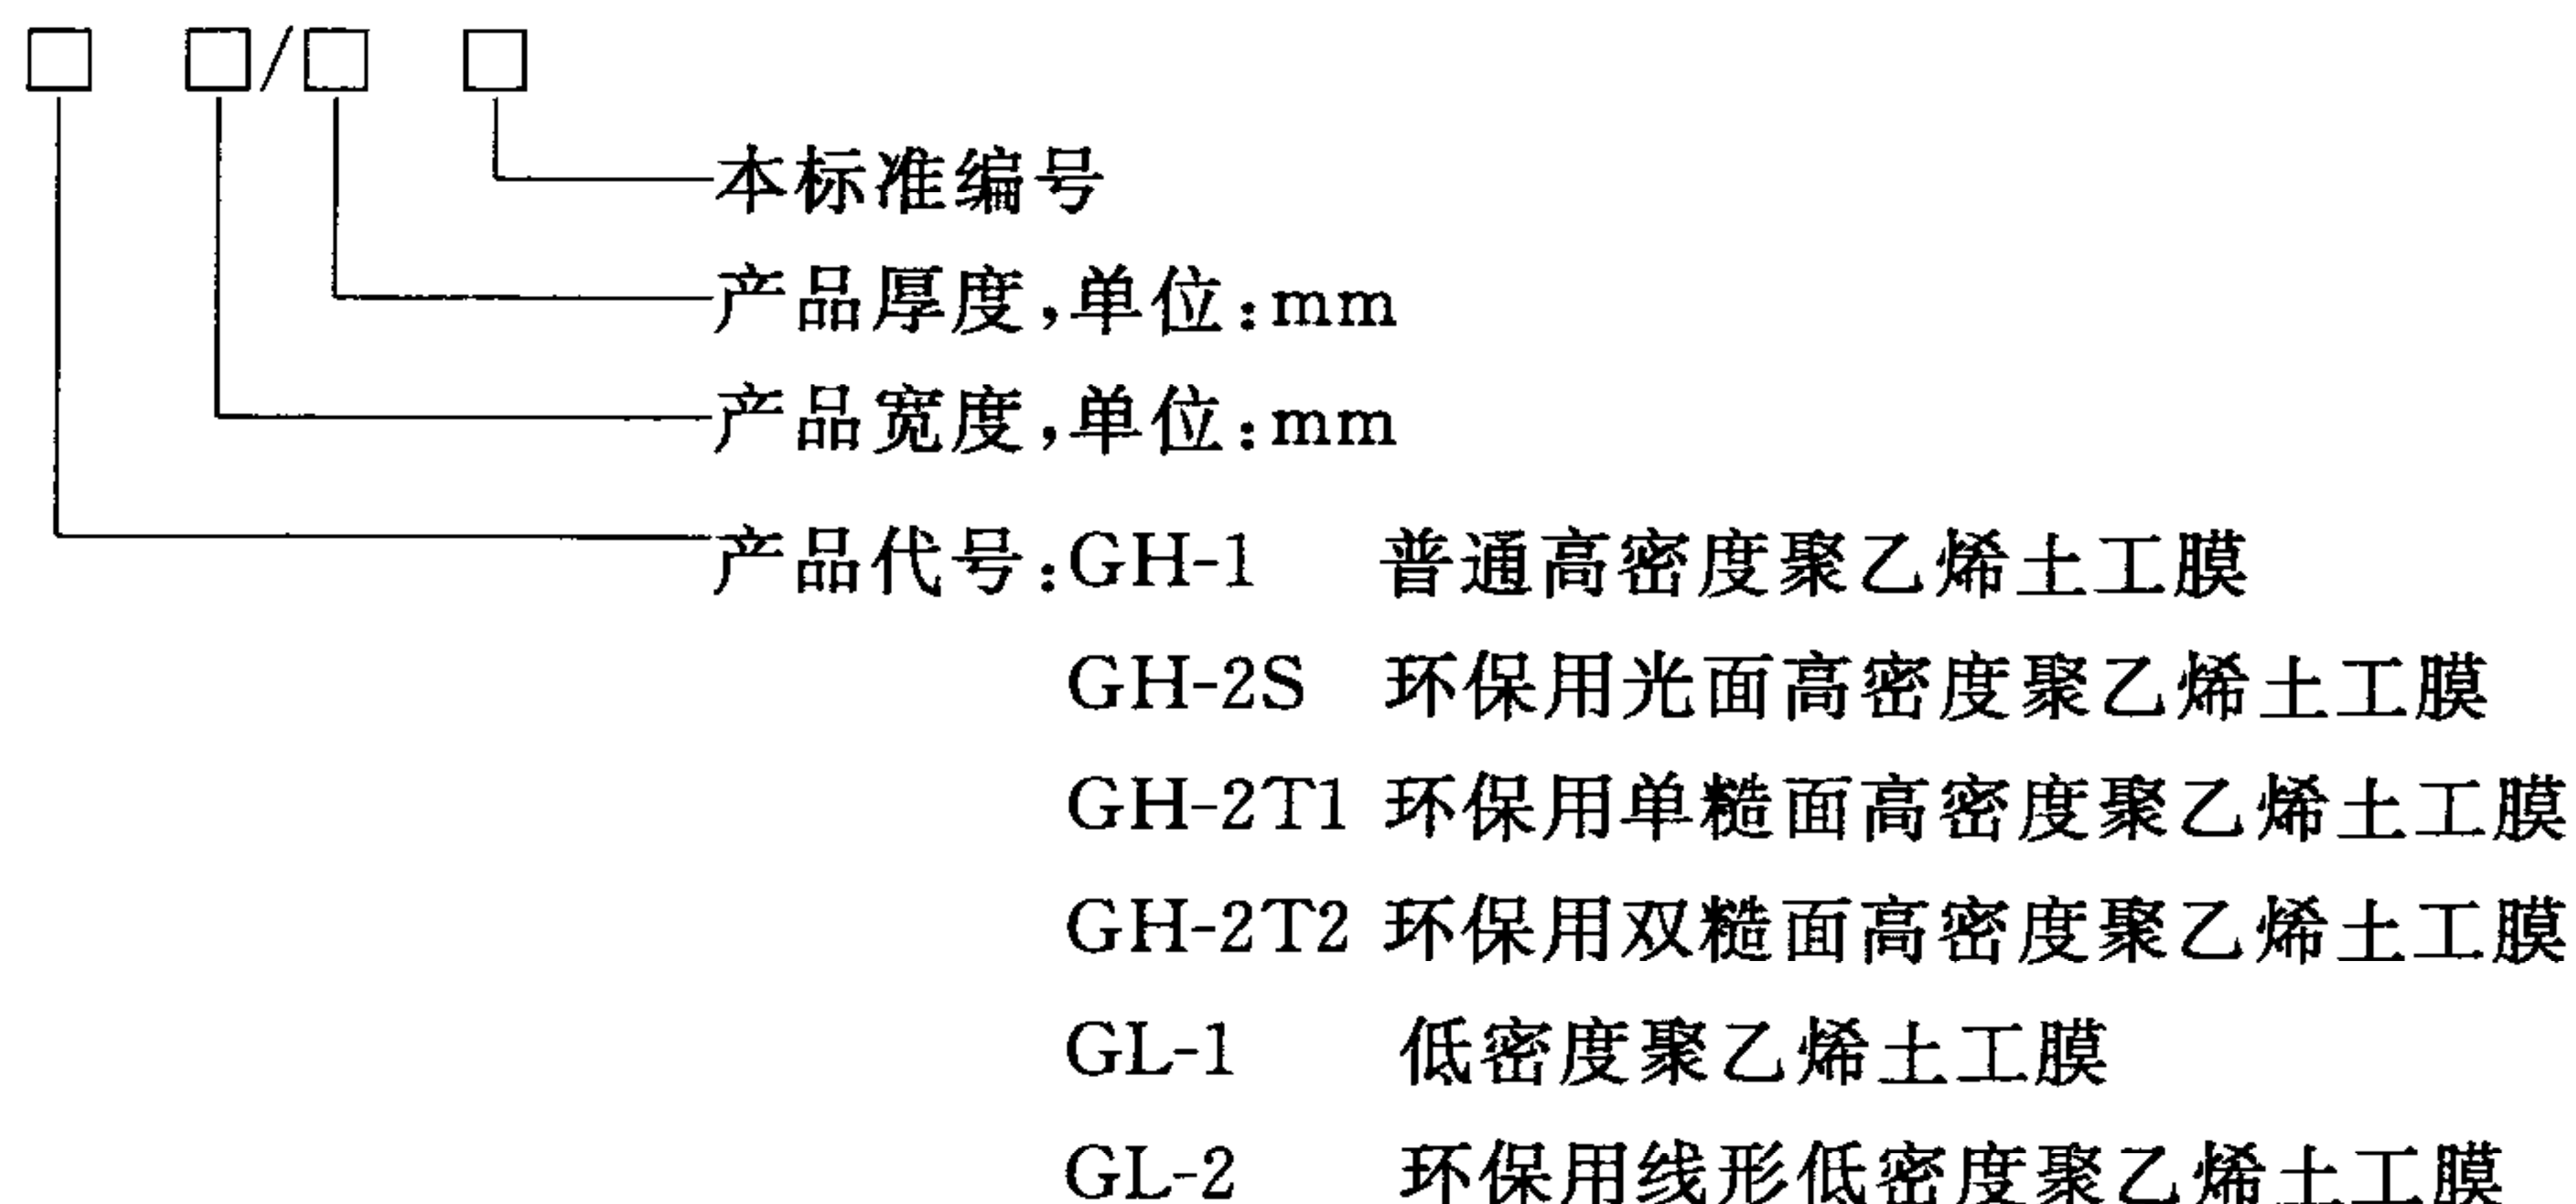 □ □/□ □
本标准编号
产品厚度,单位:mm
产品宽度,单位:mm
产品代号:GH-1 普通高密度聚乙烯土工膜
GH-2S 环保用光面高密度聚乙烯土工膜
GH-2T1 环保用单糙面高密度聚乙烯土工膜
GH-2T2 环保用双糙面高密度聚乙烯土工膜
GL-1 低密度聚乙烯土工膜
GL-2 环保用线形低密度聚乙烯土工膜